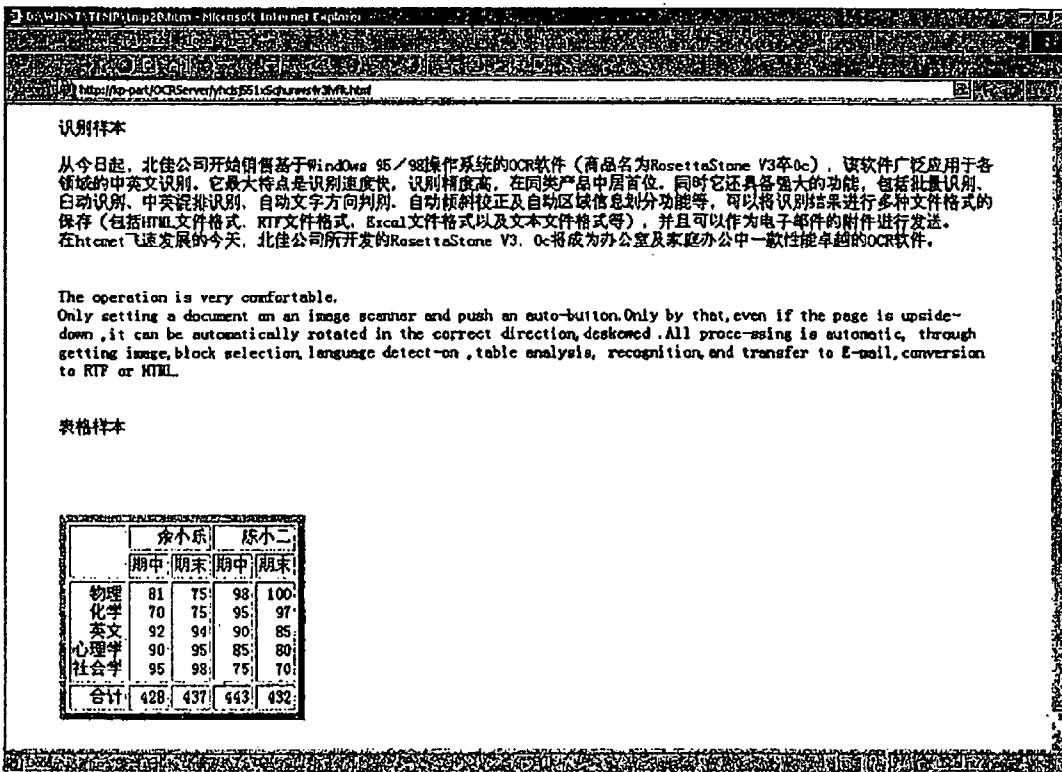 D:\WINNT\TEMP\tmp28.htm - Microsoft Internet Explorer
识别样本
从今日起，北佳公司开始销售基于WindOws 95／98操作系统的OCR软件（商品名为RosettaStone V3卒0c），该软件广泛应用于各
领域的中英文识别．它最大特点是识别速度快，识别精度高，在同类产品中居首位．同时它还具备强大的功能，包括批量识别、
自动识别、中英混排识别、自动文字方向判别．自动倾斜校正及自动区域信息划分功能等，可以将识别结果进行多种文件格式的
保存（包括HTML文件格式．RTF文件格式．Excal文件格式以及文本文件格式等），并且可以作为电子邮件的附件进行发送。
在htcmet飞速发展的今天，北佳公司所开发的RosettaStone V3．0c将成为办公室及家庭办公中一款性能卓越的OCR软件。
The operation is very comfortable.
Only setting a document on an image scanner and push an auto-button.Only by that,even if the page is upside-
down ,it can be automatically rotated in the correct direction,deskewed .All proce-ssing is automatic, through
getting image,block selection,language detect-on ,table analysis, recognition,and transfer to E-mail,conversion
to RTF or HTML.
表格样本
余小乐 陈小二
期中 期末 期中 期末
物理 81 75 98 100
化学 70 75 95 97
英文 92 94 90 85
心理学 90 95 85 80
社会学 95 98 75 70
合计 428 437 443 432